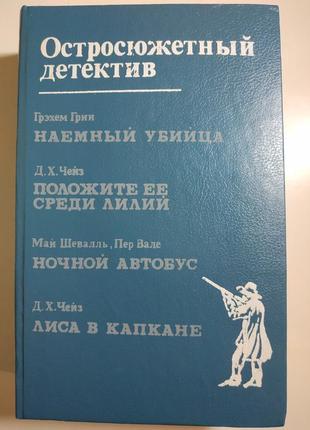 Остросюжетный
детектив
Грэхем Грин
НАЕМНЫЙ УБИЙЦА
Д. Х. Чейз
ПОЛОЖИТЕ ЕЕ
СРЕДИ ЛИЛИЙ
Май Шевалль, Пер Вале
НОЧНОЙ АВТОБУС
Д. Х. Чейз
ЛИСА В КАПКАНЕ